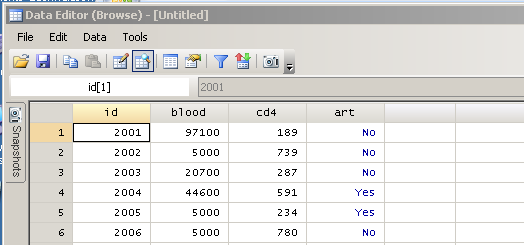 Data Editor (Browse) - [Untitled]
File Edit Data Tools
id[1] 2001
Snapshots
id blood cd4 art
1 2001 97100 189 No
2 2002 5000 739 No
3 2003 20700 287 No
4 2004 44600 591 Yes
5 2005 5000 234 Yes
6 2006 5000 780 No